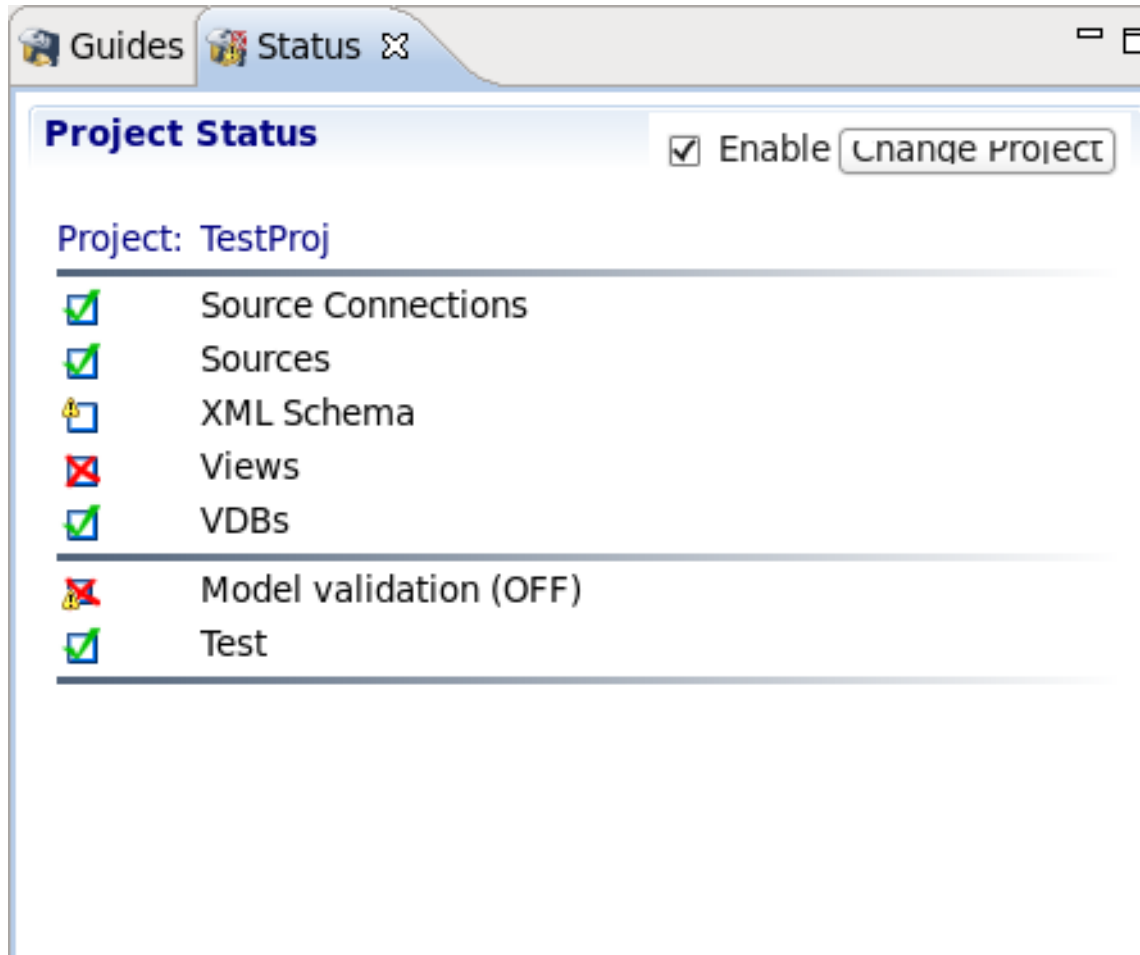 Guides Status
Project Status
Enable Change Project
Project: TestProj
Source Connections
Sources
XML Schema
Views
VDBs
Model validation (OFF)
Test